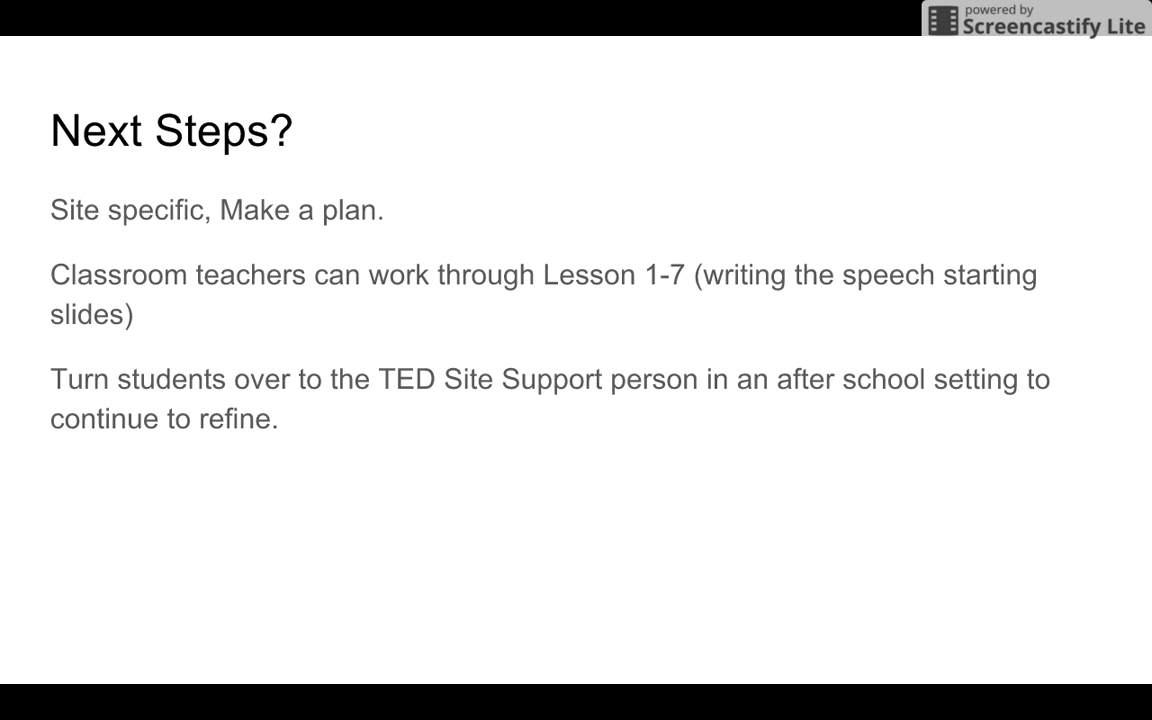 powered by
Screencastify Lite
Next Steps?
Site specific, Make a plan.
Classroom teachers can work through Lesson 1-7 (writing the speech starting
slides)
Turn students over to the TED Site Support person in an after school setting to
continue to refine.